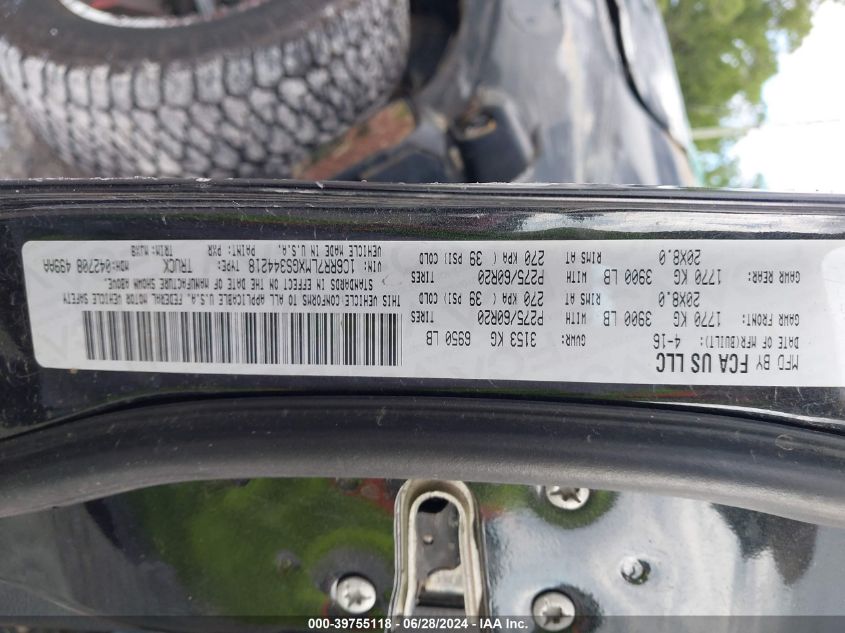 MFD BY FCA US LLC
DATE OF MFR(BUILT): 4-16 GVWR: 3153 KG 6950 LB
GAWR FRONT: 1770 KG 3900 LB WITH P275/60R20 TIRES
20X8.0 RIMS AT 270 KPA ( 39 PSI) COLD
GAWR REAR: 1770 KG 3900 LB WITH P275/60R20 TIRES
20X8.0 RIMS AT 270 KPA ( 39 PSI) COLD
THIS VEHICLE CONFORMS TO ALL APPLICABLE U.S.A. FEDERAL MOTOR VEHICLE SAFETY
STANDARDS IN EFFECT ON THE DATE OF MANUFACTURE SHOWN ABOVE.
VIN: 1C6RR7LMXGS344218 TYPE: TRUCK MDH:042708 499AA
VEHICLE MADE IN U.S.A. PAINT: PXR TRIM: MJX8
000-39755118 - 06/28/2024 - IAA Inc.